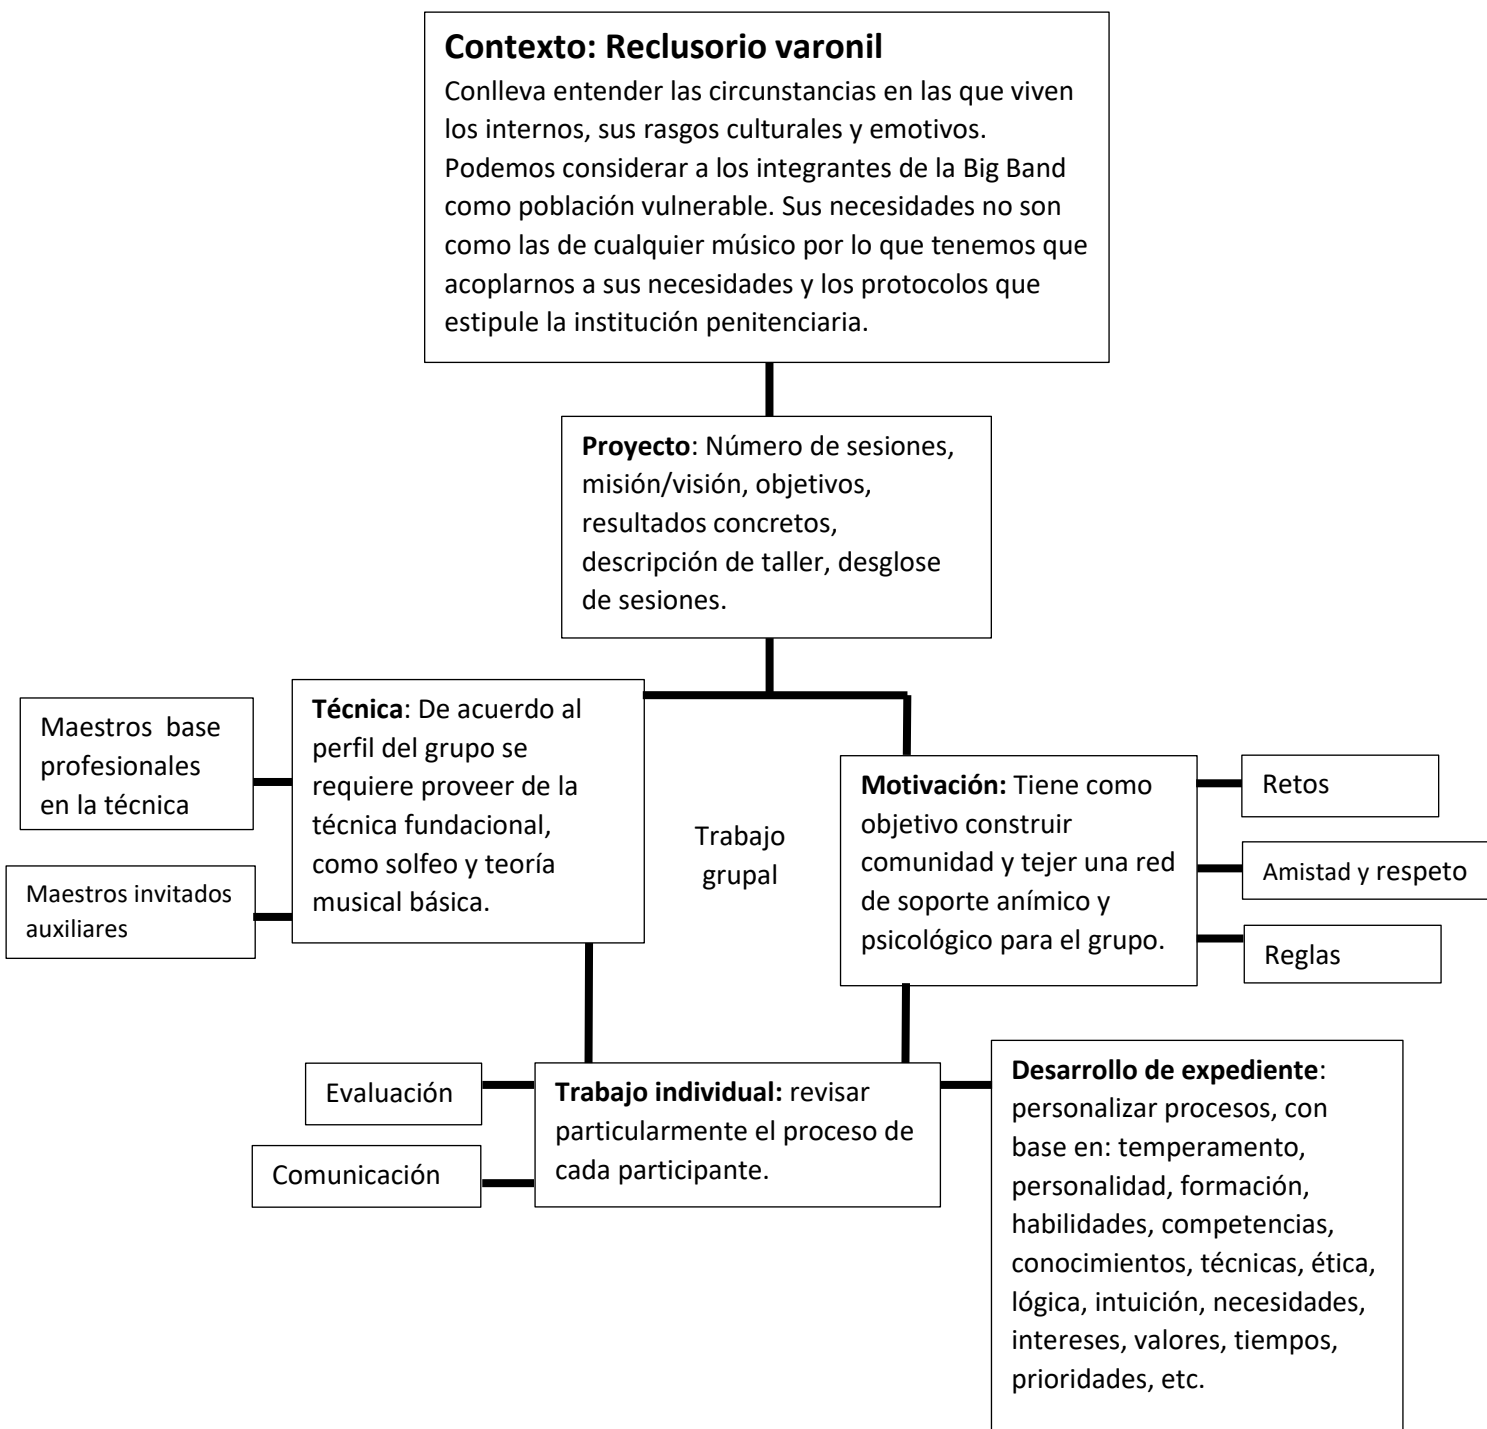 Contexto: Reclusorio varonil
Conlleva entender las circunstancias en las que viven
los internos, sus rasgos culturales y emotivos.
Podemos considerar a los integrantes de la Big Band
como población vulnerable. Sus necesidades no son
como las de cualquier músico por lo que tenemos que
acoplarnos a sus necesidades y los protocolos que
estipule la institución penitenciaria.
Proyecto: Número de sesiones,
misión/visión, objetivos,
resultados concretos,
descripción de taller, desglose
de sesiones.
Maestros base
profesionales
en la técnica
Maestros invitados
auxiliares
Técnica: De acuerdo al
perfil del grupo se
requiere proveer de la
técnica fundacional,
como solfeo y teoría
musical básica.
Trabajo
grupal
Motivación: Tiene como
objetivo construir
comunidad y tejer una red
de soporte anímico y
psicológico para el grupo.
Retos
Amistad y respeto
Reglas
Evaluación
Comunicación
Trabajo individual: revisar
particularmente el proceso de
cada participante.
Desarrollo de expediente:
personalizar procesos, con
base en: temperamento,
personalidad, formación,
habilidades, competencias,
conocimientos, técnicas, ética,
lógica, intuición, necesidades,
intereses, valores, tiempos,
prioridades, etc.